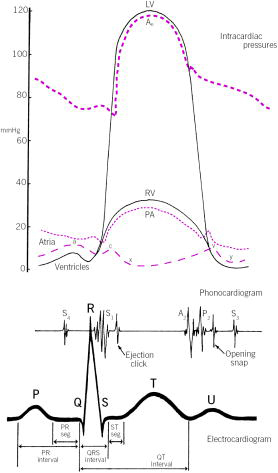 120
LV
Ao
Intracardiac
pressures
100
80
60
mmHg
40
RV
PA
20
Atria
a
c
v
x
y
0
Ventricles
Phonocardiogram
S4
R
S1
A2
P2
S3
Ejection
click
Opening
snap
P
Q
S
T
U
PR
seg
ST
seg
Electrocardiogram
PR
interval
QRS
interval
QT
interval